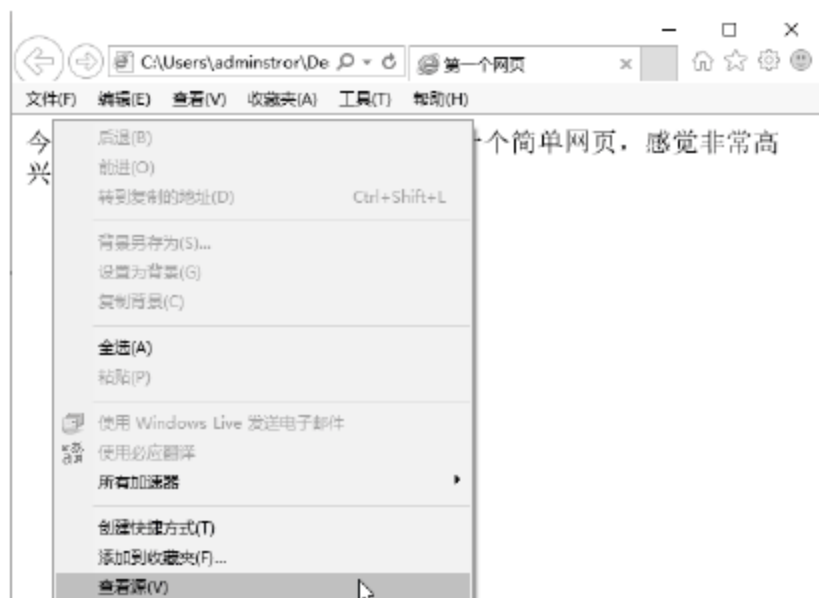 C:\Users\adminstror\De
第一个网页
文件(F) 编辑(E) 查看(V) 收藏夹(A) 工具(T) 帮助(H)
今
个简单网页，感觉非常高
兴
后退(B)
前进(O)
转到复制的地址(D) Ctrl+Shift+L
背景另存为(S)...
设置为背景(G)
复制背景(C)
全选(A)
粘贴(P)
使用 Windows Live 发送电子邮件
使用必应翻译
所有加速器
创建快捷方式(T)
添加到收藏夹(F)...
查看源(V)